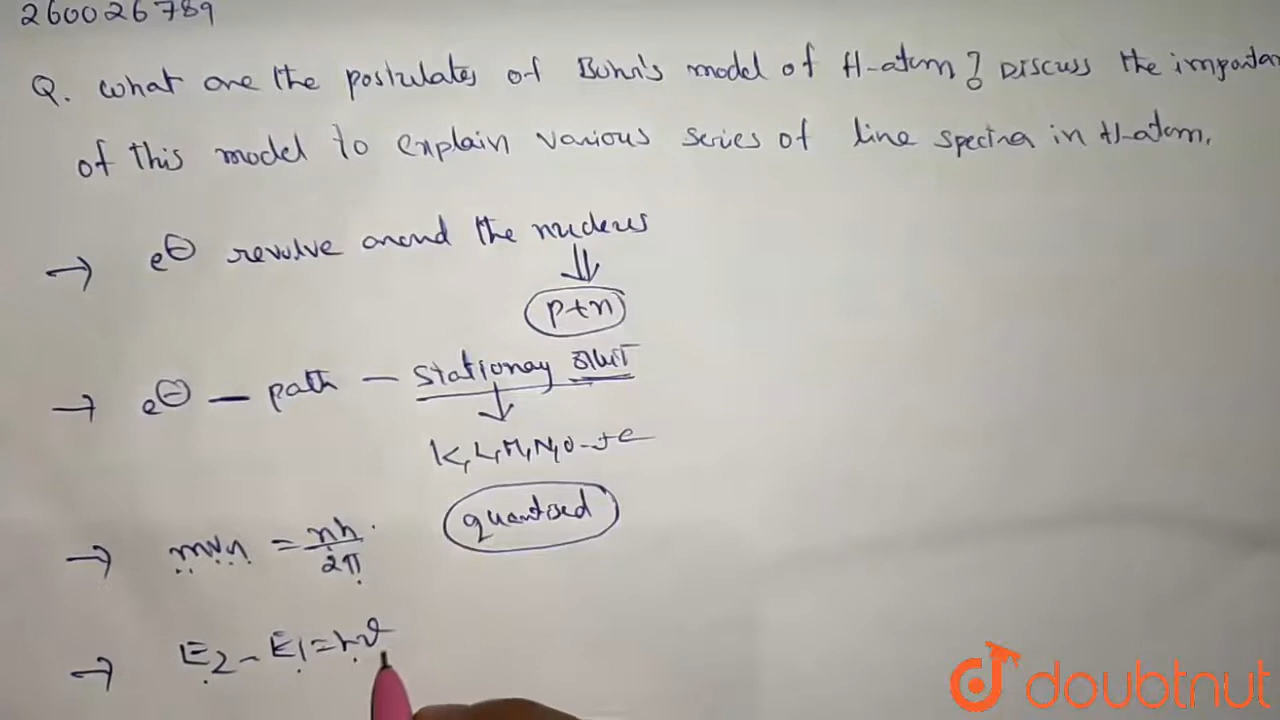 260026789
Q. What are the postulates of Bohr's model of H-atom? Discuss the importan
of this model to explain various series of line spectra in H-atom.
→ e⊖ revolve around the nucleus
⇓
p+n
→ e⊖ — path — stationary orbit
↓
K, L, M, N, O - - etc
quantised
→ mvr = nh/2π
→ E2 - E1 = hν
doubtnut